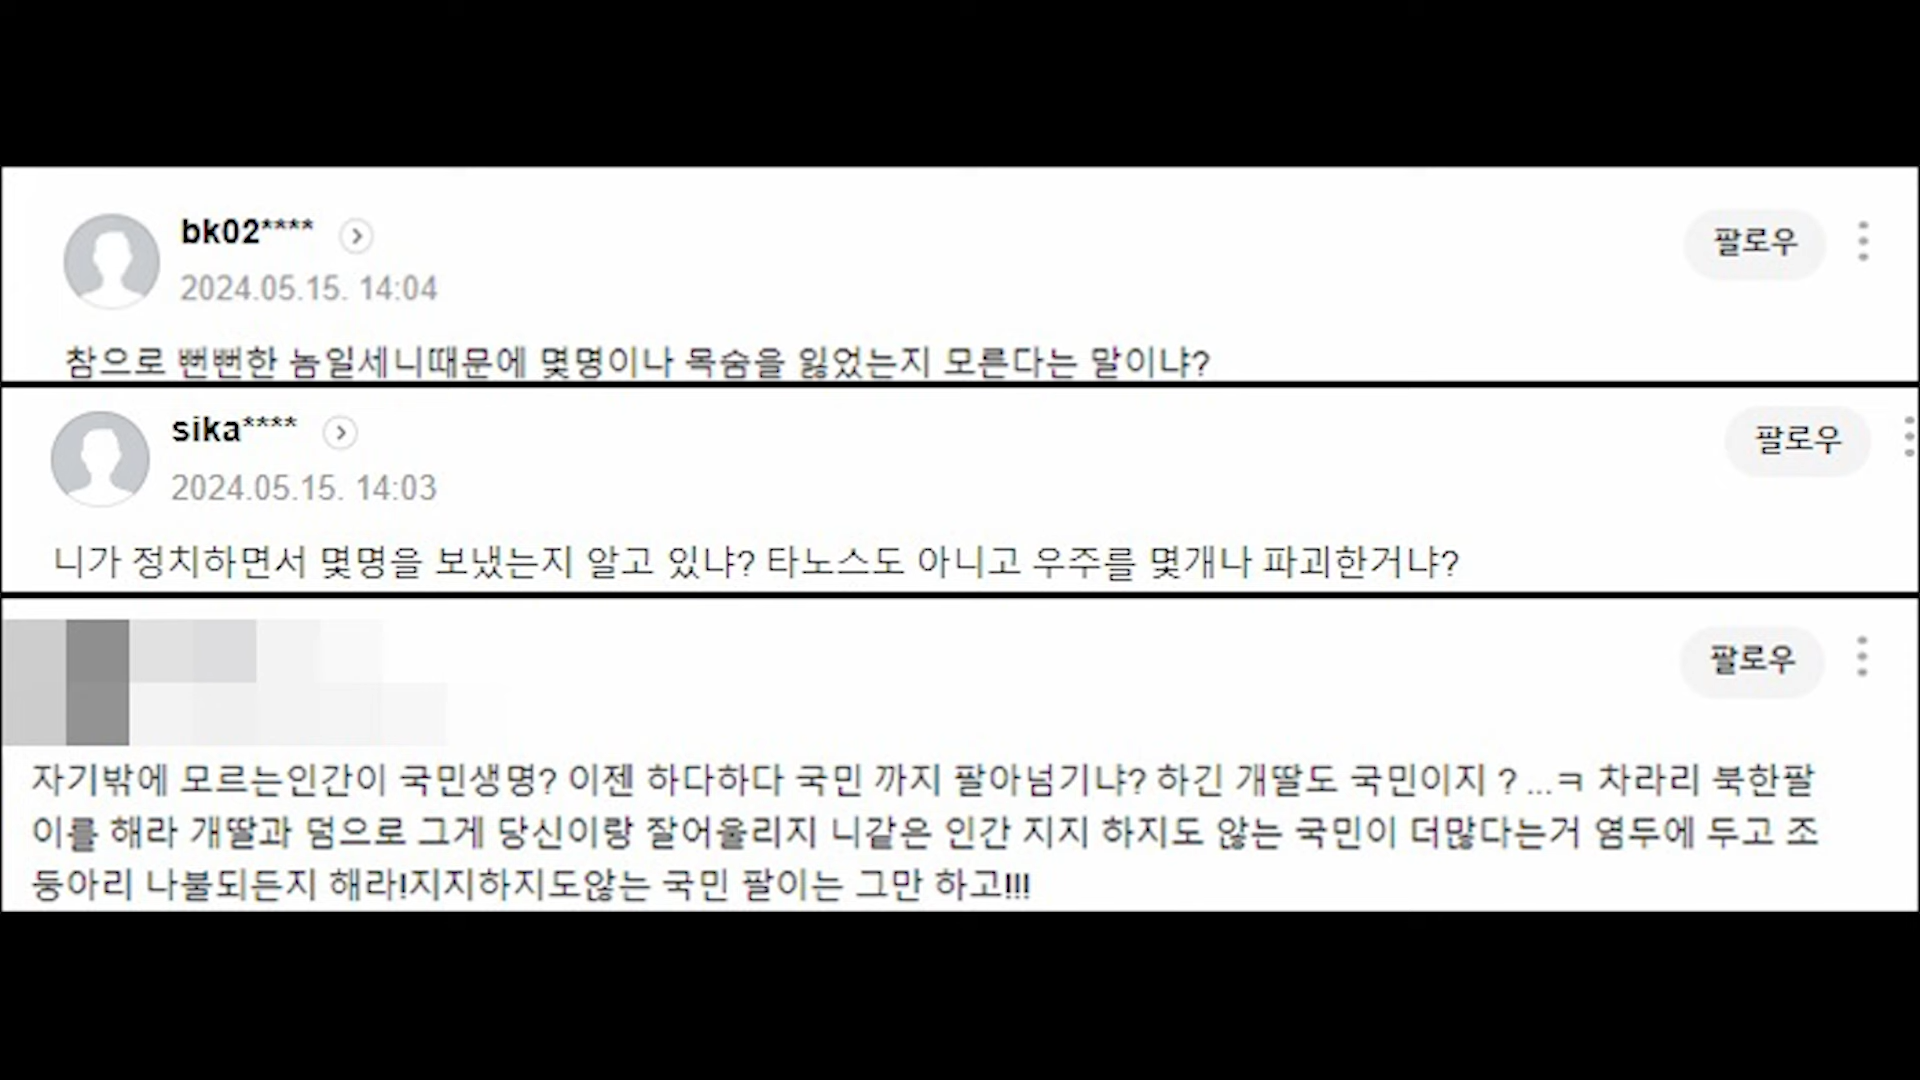 bk02****
팔로우
2024.05.15. 14:04
참으로 뻔뻔한 놈일세니때문에 몇명이나 목숨을 잃었는지 모른다는 말이냐?
sika****
팔로우
2024.05.15. 14:03
니가 정치하면서 몇명을 보냈는지 알고 있냐? 타노스도 아니고 우주를 몇개나 파괴한거냐?
팔로우
자기밖에 모르는인간이 국민생명? 이젠 하다하다 국민 까지 팔아넘기냐? 하긴 개딸도 국민이지 ? ...ㅋ 차라리 북한팔
이를 해라 개딸과 덤으로 그게 당신이랑 잘어울리지 니같은 인간 지지 하지도 않는 국민이 더많다는거 염두에 두고 조
둥아리 나불되든지 해라!지지하지도않는 국민 팔이는 그만 하고!!!